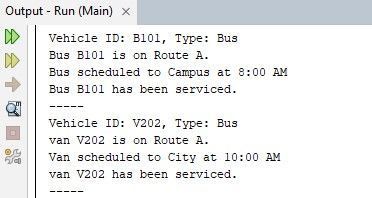 Output - Run (Main) ×
Vehicle ID: B101, Type: Bus
Bus B101 is on Route A.
Bus scheduled to Campus at 8:00 AM
Bus B101 has been serviced.
-----
Vehicle ID: V202, Type: Bus
van V202 is on Route A.
Van scheduled to City at 10:00 AM
van V202 has been serviced.
-----